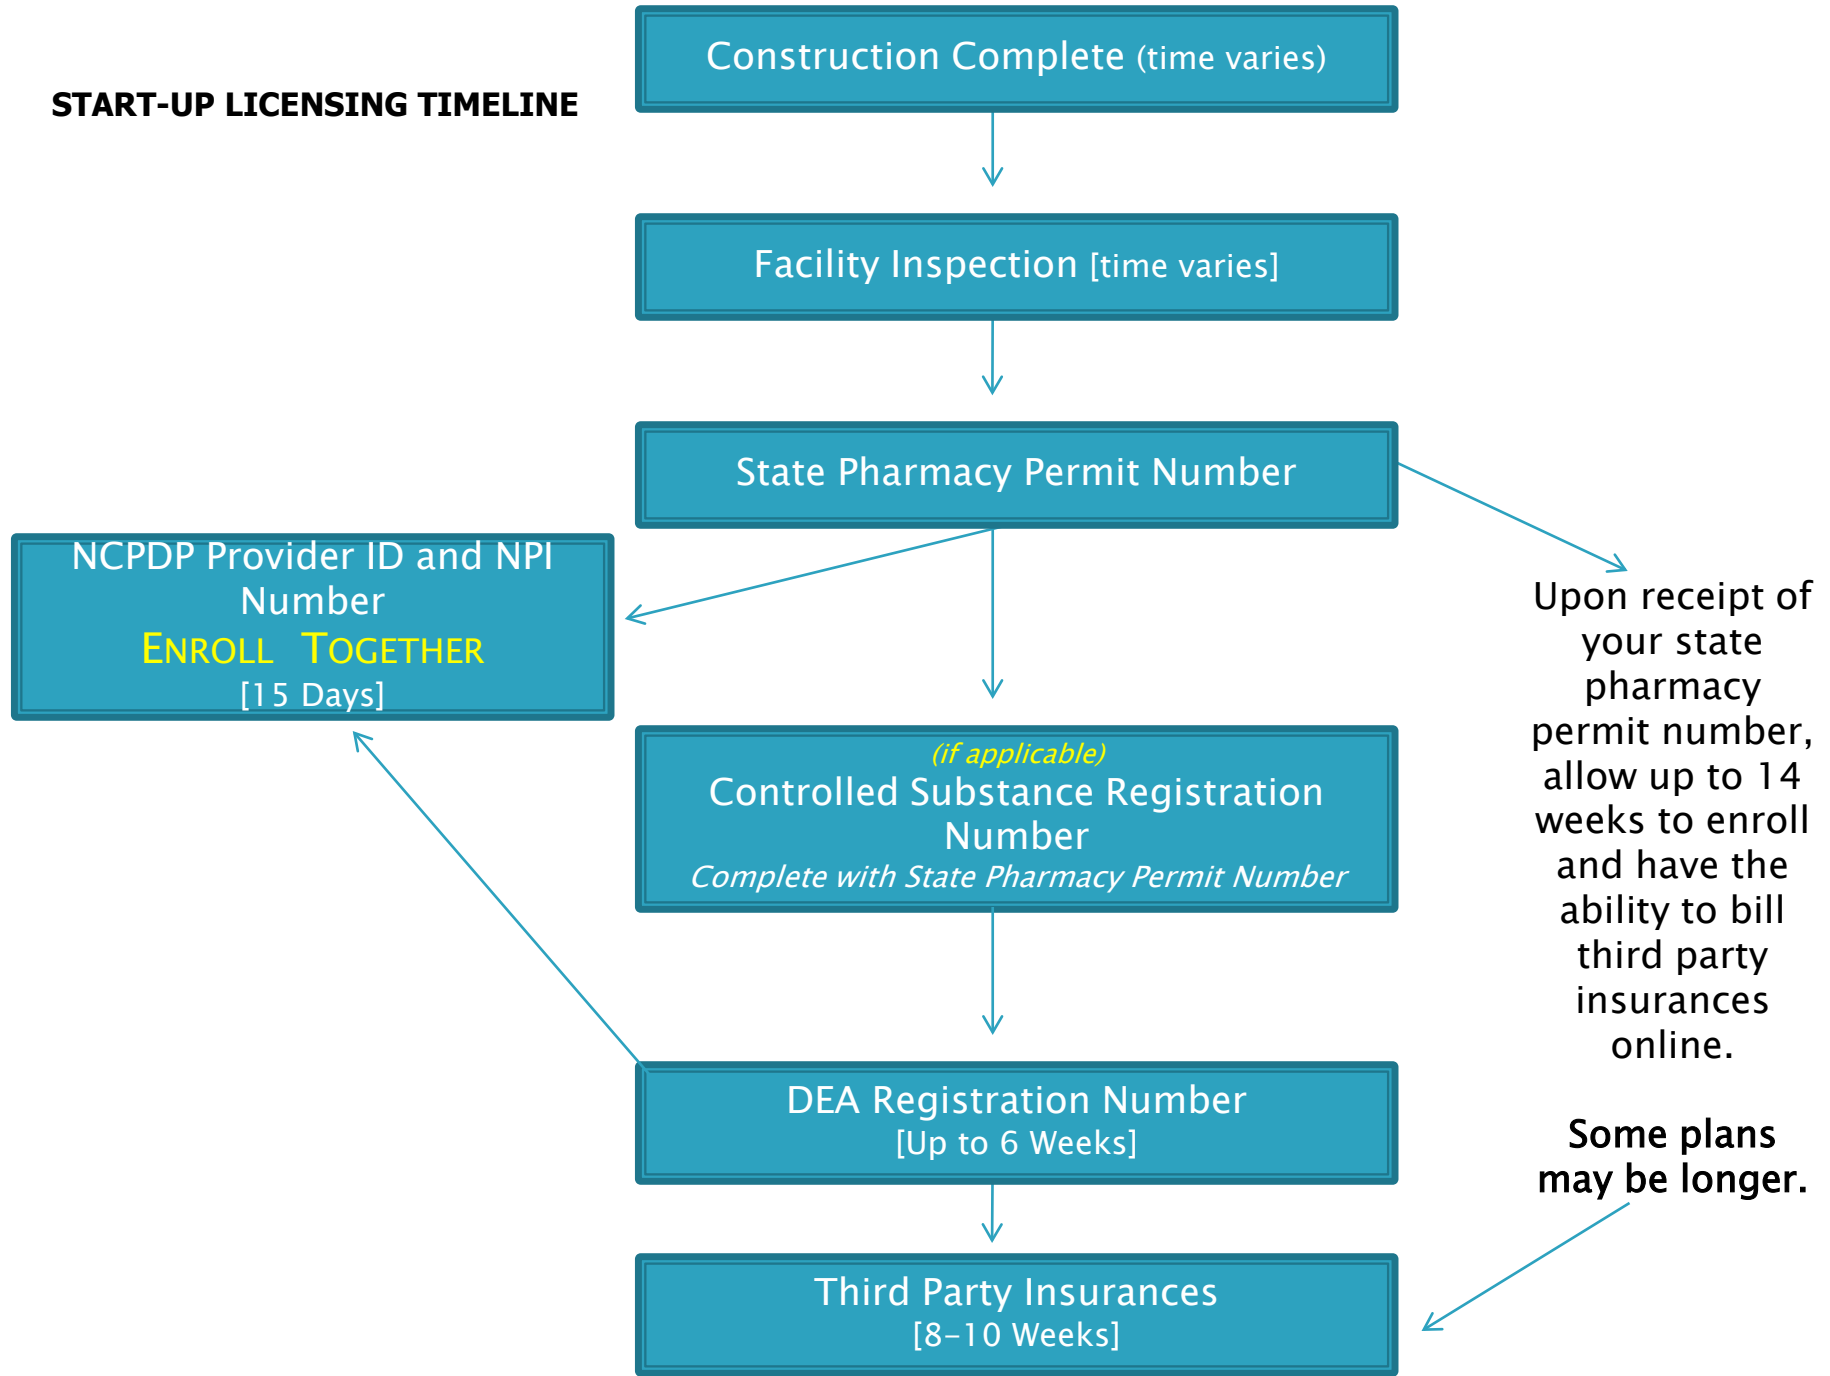 START-UP LICENSING TIMELINE
Construction Complete (time varies)
Facility Inspection [time varies]
State Pharmacy Permit Number
NCPDP Provider ID and NPI
Number
ENROLL TOGETHER
[15 Days]
(if applicable)
Controlled Substance Registration
Number
Complete with State Pharmacy Permit Number
DEA Registration Number
[Up to 6 Weeks]
Third Party Insurances
[8-10 Weeks]
Upon receipt of
your state
pharmacy
permit number,
allow up to 14
weeks to enroll
and have the
ability to bill
third party
insurances
online.
Some plans
may be longer.